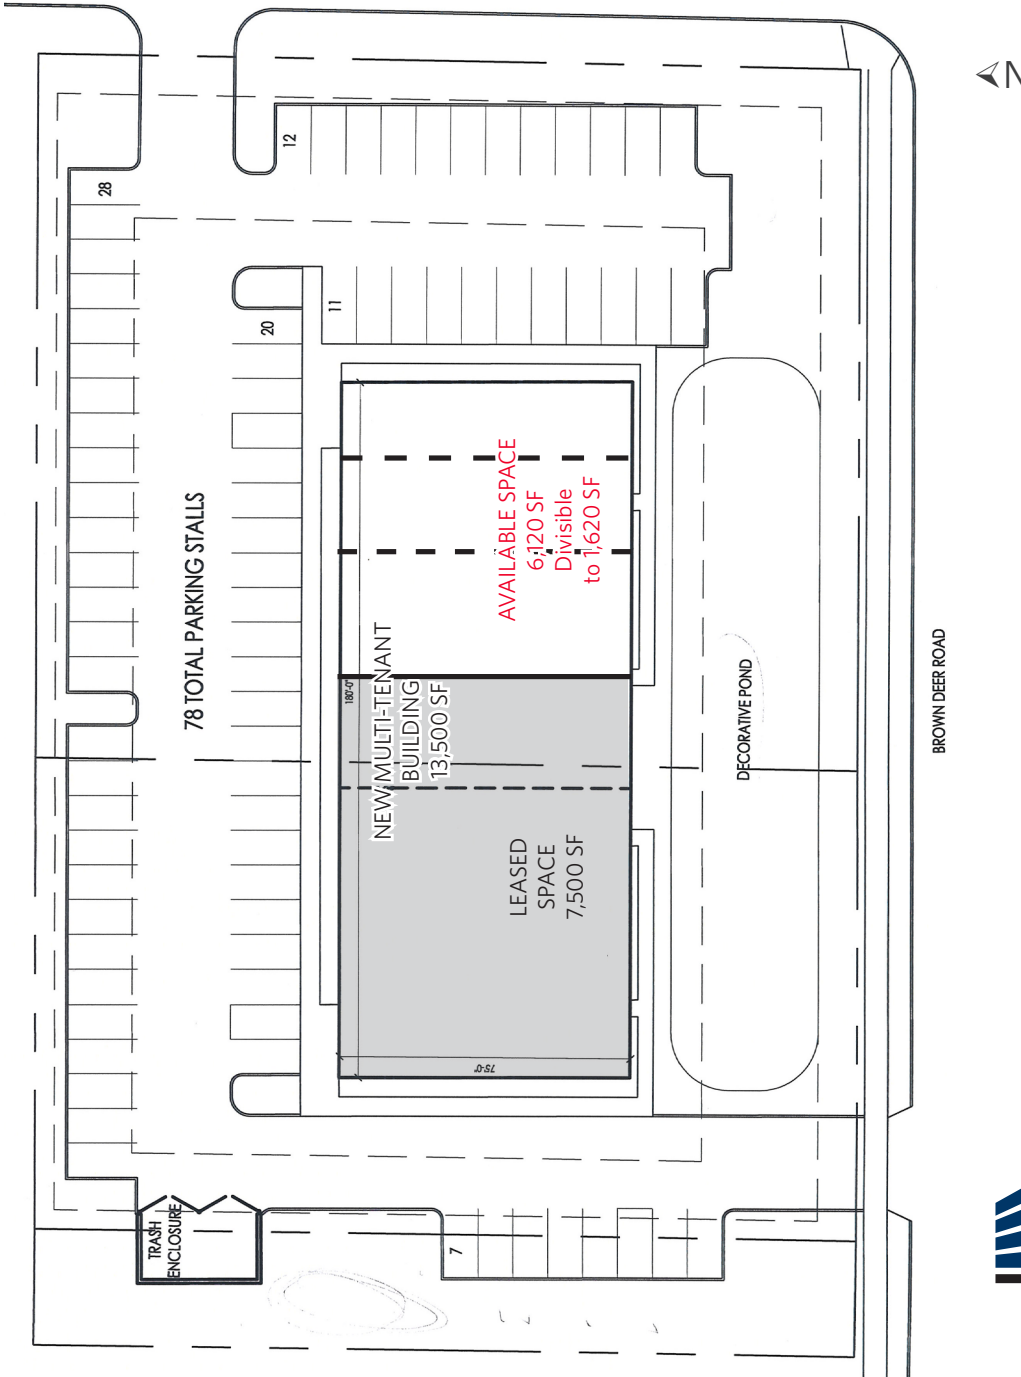 N
12
28
11
20
78 TOTAL PARKING STALLS
AVAILABLE SPACE
6,120 SF
Divisible
to 1,620 SF
180'-0"
NEW MULTI-TENANT
BUILDING
13,500 SF
LEASED
SPACE
7,500 SF
75'-0"
DECORATIVE POND
BROWN DEER ROAD
TRASH
ENCLOSURE
7